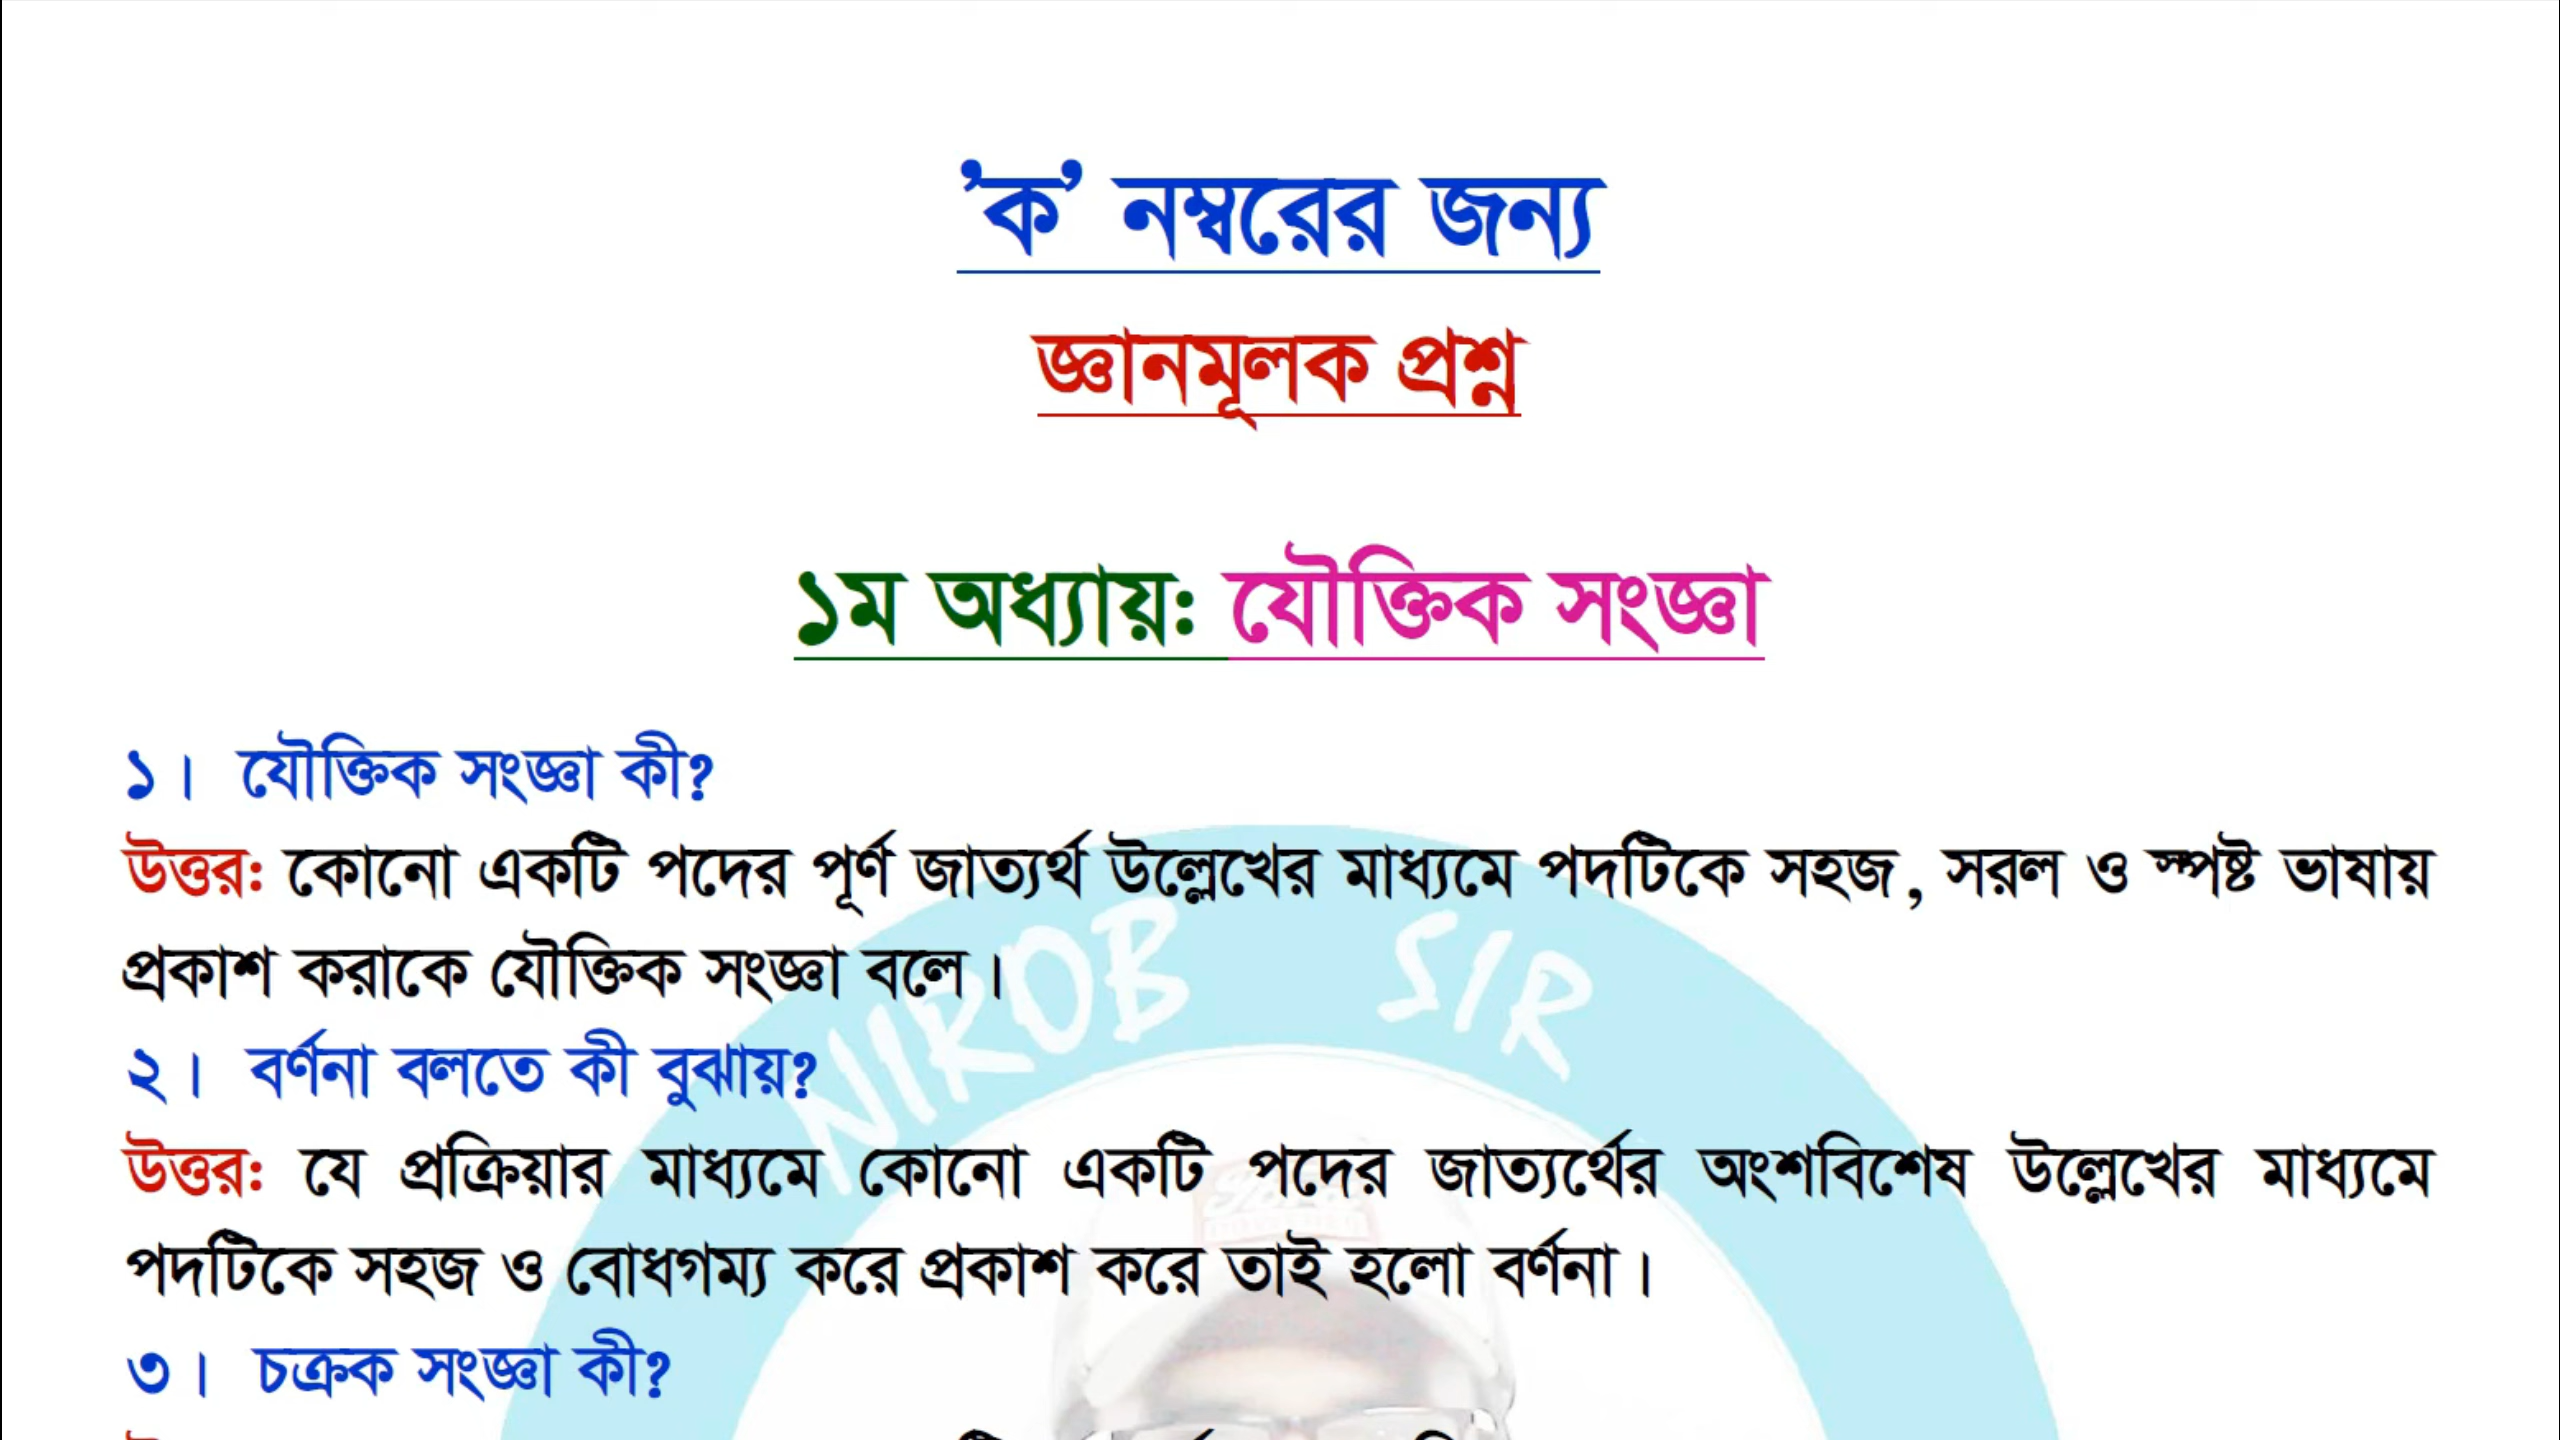 ’ক’ নম্বরের জন্য
জ্ঞানমূলক প্রশ্ন
১ম অধ্যায়: যৌক্তিক সংজ্ঞা
১। যৌক্তিক সংজ্ঞা কী?
উত্তর: কোনো একটি পদের পূর্ণ জাত্যর্থ উল্লেখের মাধ্যমে পদটিকে সহজ, সরল ও স্পষ্ট ভাষায়
প্রকাশ করাকে যৌক্তিক সংজ্ঞা বলে।
NIROB SIR
২। বর্ণনা বলতে কী বুঝায়?
উত্তর: যে প্রক্রিয়ার মাধ্যমে কোনো একটি পদের জাত্যর্থের অংশবিশেষ উল্লেখের মাধ্যমে
পদটিকে সহজ ও বোধগম্য করে প্রকাশ করে তাই হলো বর্ণনা।
৩। চক্রক সংজ্ঞা কী?